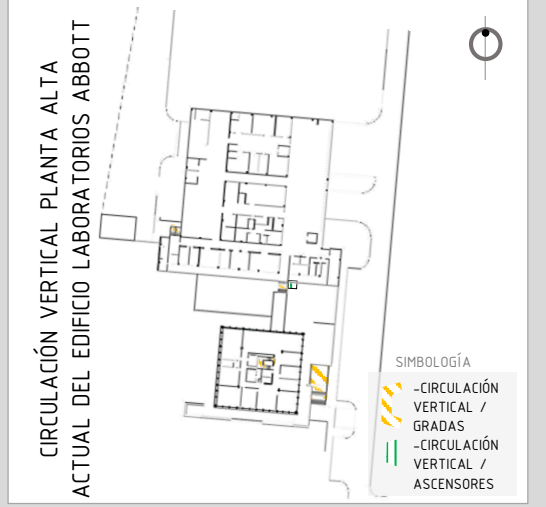 CIRCULACIÓN VERTICAL PLANTA ALTA
ACTUAL DEL EDIFICIO LABORATORIOS ABBOTT
SIMBOLOGÍA
-CIRCULACIÓN
VERTICAL /
GRADAS
-CIRCULACIÓN
VERTICAL /
ASCENSORES